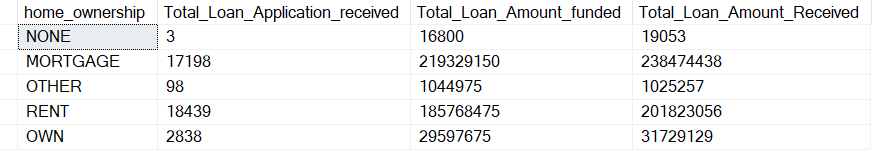 home_ownership Total_Loan_Application_received Total_Loan_Amount_funded Total_Loan_Amount_Received
NONE 3 16800 19053
MORTGAGE 17198 219329150 238474438
OTHER 98 1044975 1025257
RENT 18439 185768475 201823056
OWN 2838 29597675 31729129